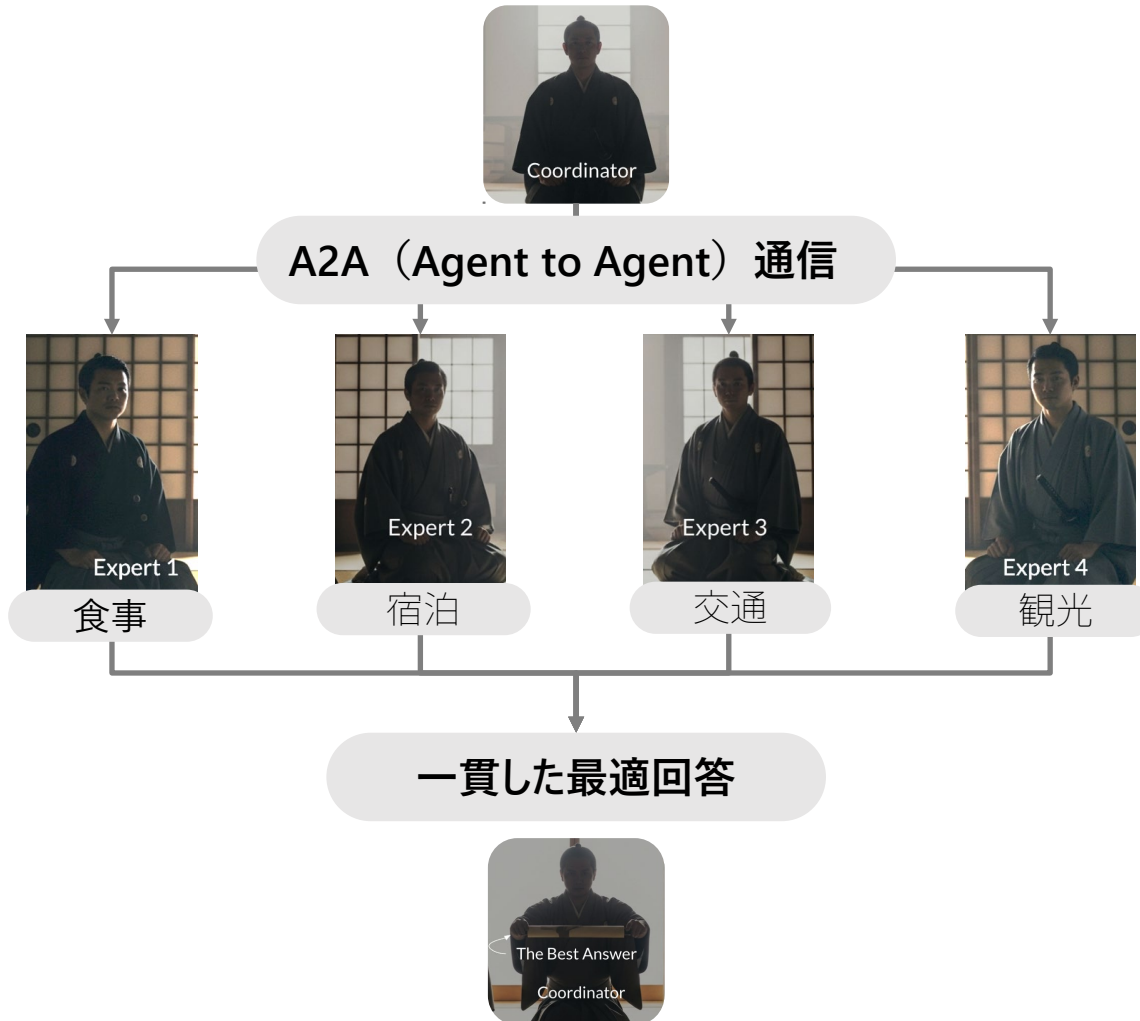 Coordinator
A2A（Agent to Agent）通信
Expert 1
Expert 2
Expert 3
Expert 4
食事
宿泊
交通
観光
一貫した最適回答
The Best Answer
Coordinator